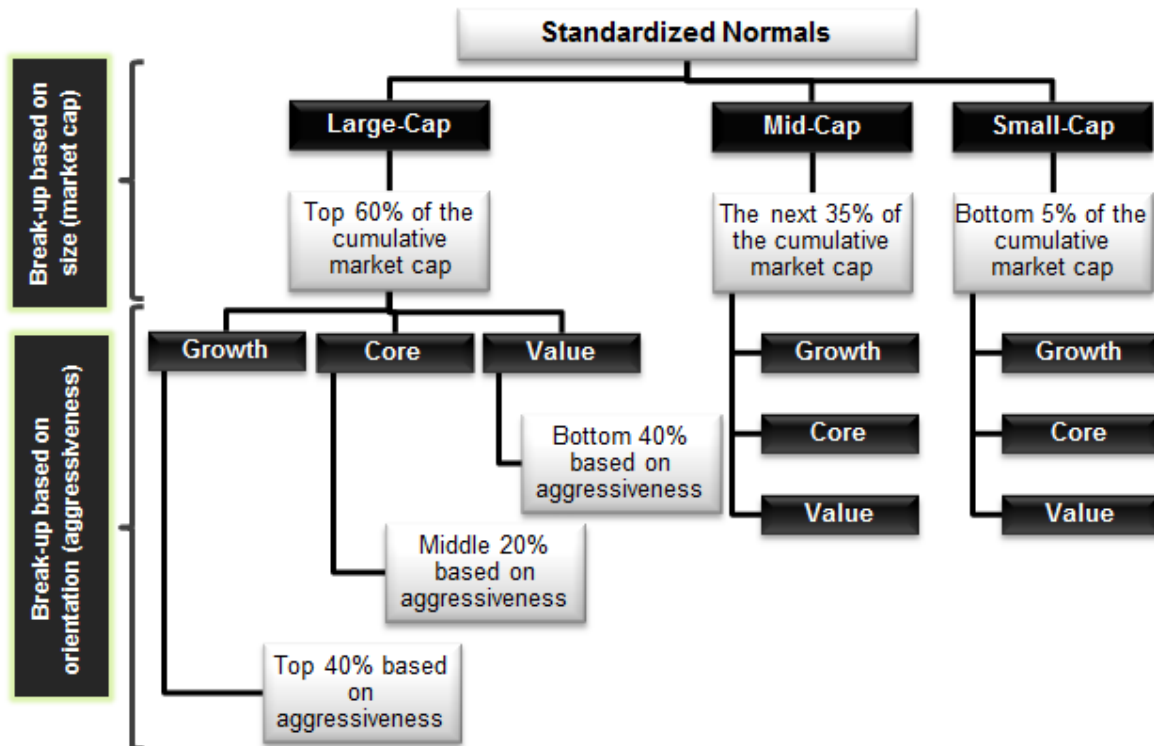 Standardized Normals
Break-up based on
size (market cap)
Large-Cap
Mid-Cap
Small-Cap
Top 60% of the
cumulative
market cap
The next 35% of
the cumulative
market cap
Bottom 5% of the
cumulative
market cap
Break-up based on
orientation (aggressiveness)
Growth
Core
Value
Bottom 40%
based on
aggressiveness
Middle 20%
based on
aggressiveness
Top 40% based
on
aggressiveness
Growth
Core
Value
Growth
Core
Value